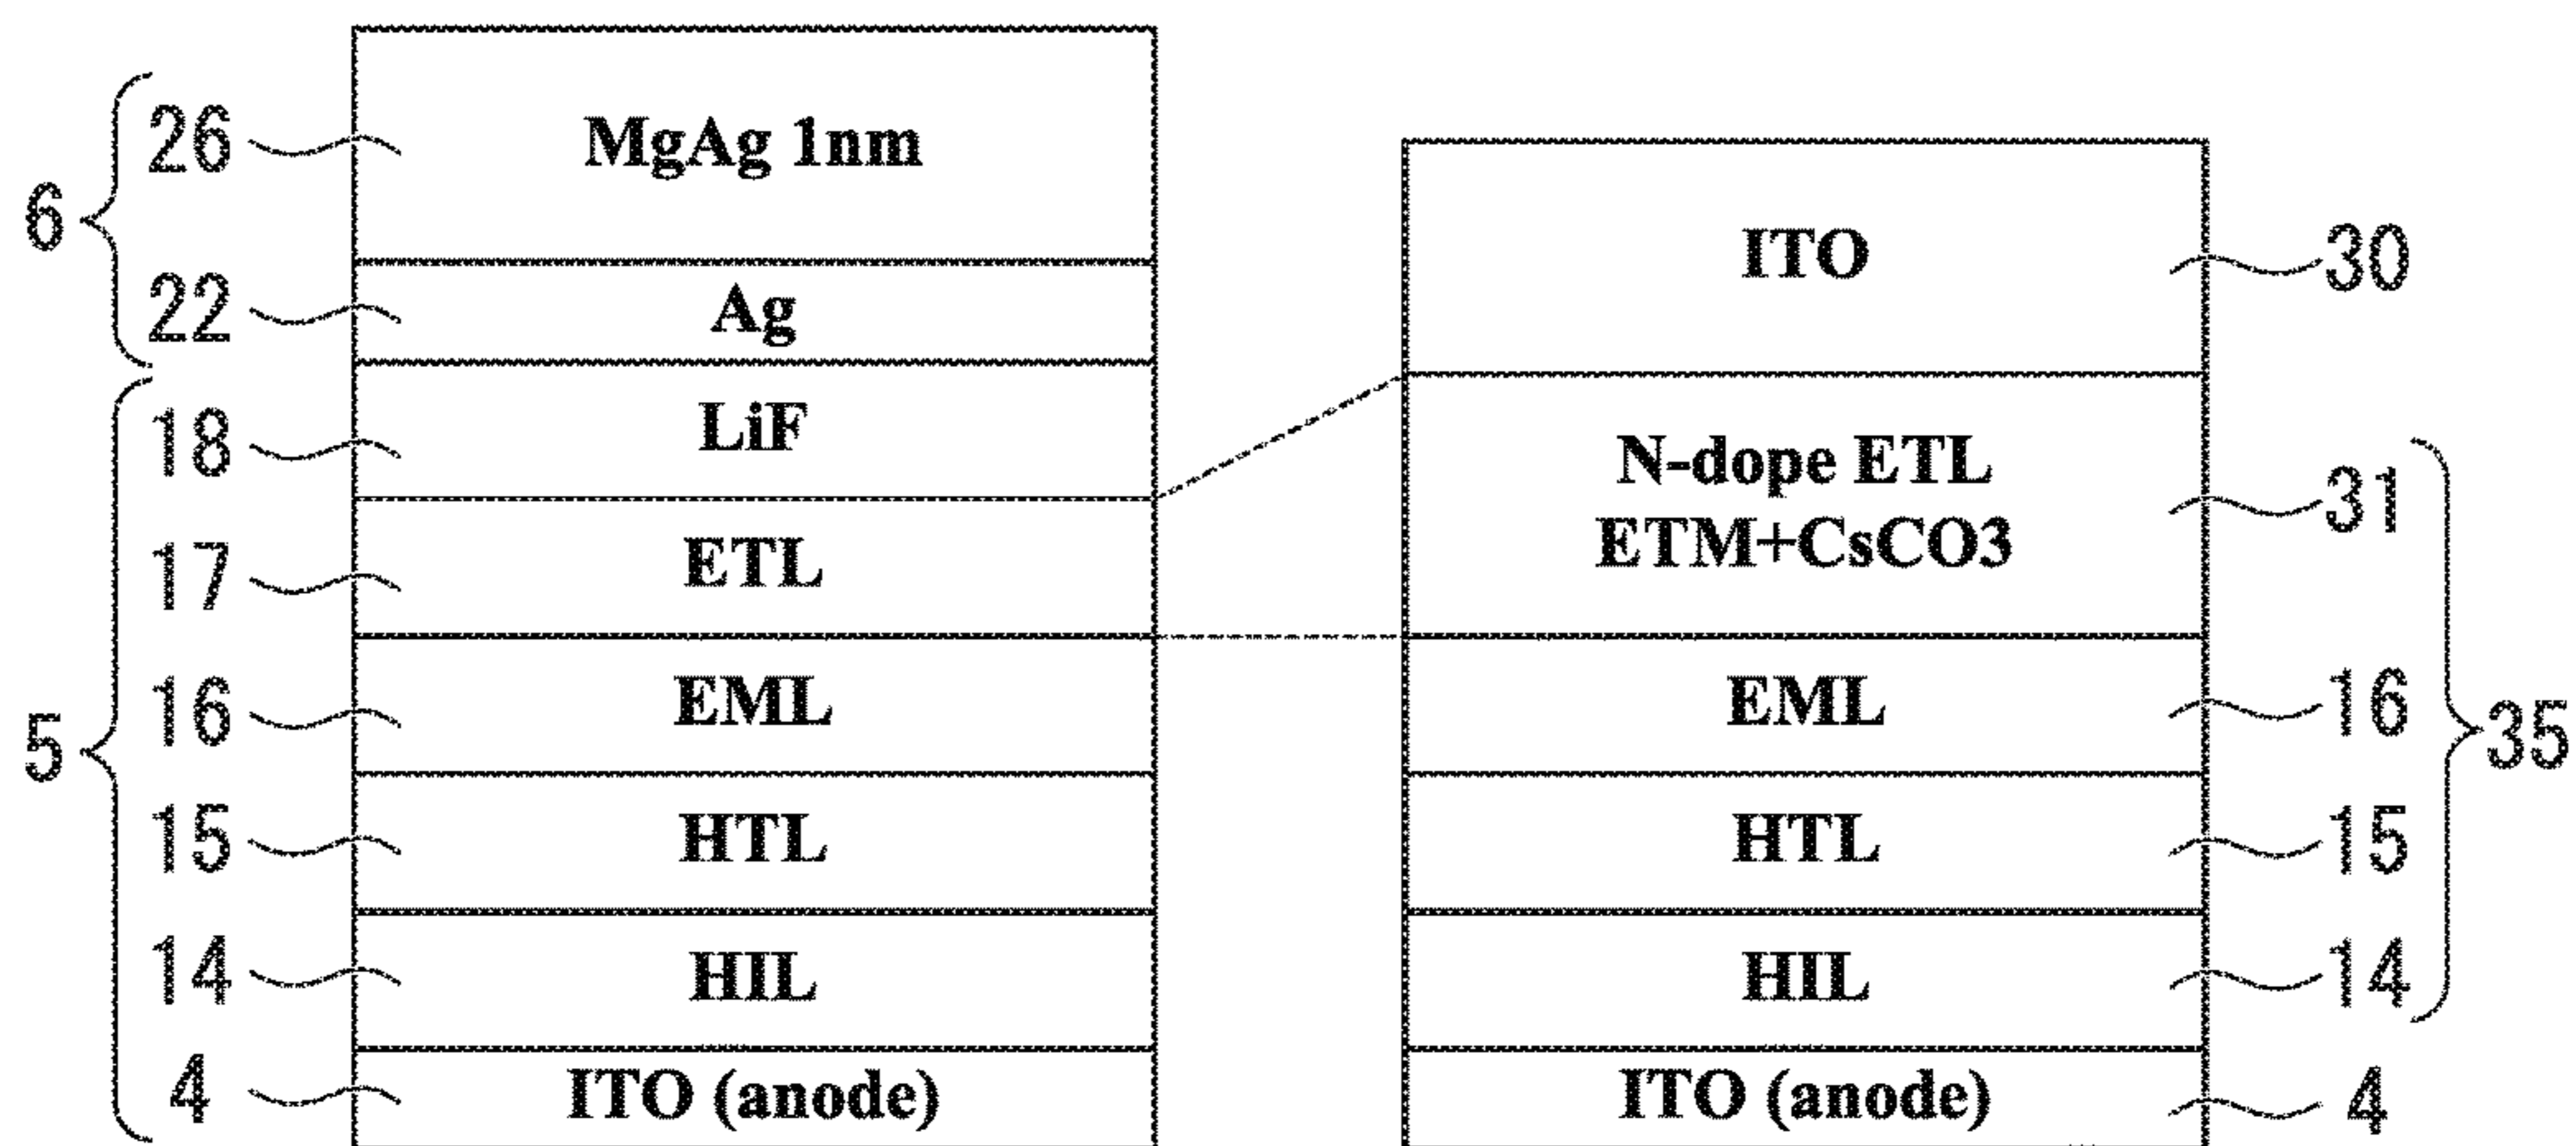 6
26
MgAg 1nm
22
Ag
5
18
LiF
17
ETL
16
EML
15
HTL
14
HIL
4
ITO (anode)
ITO
30
N-dope ETL
ETM+CsCO3
31
EML
16
HTL
15
HIL
14
35
ITO (anode)
4